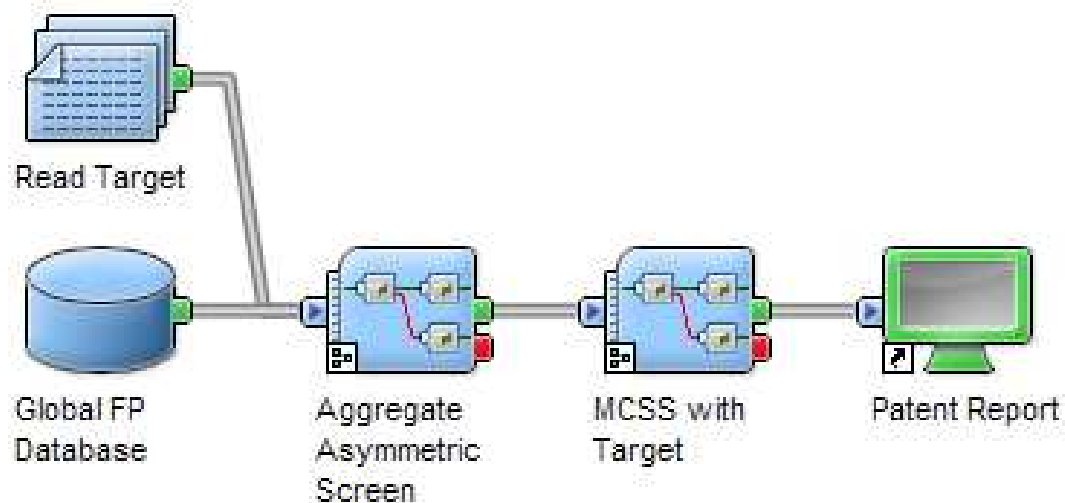 Read Target
Global FP
Database
Aggregate
Asymmetric
Screen
MCSS with
Target
Patent Report